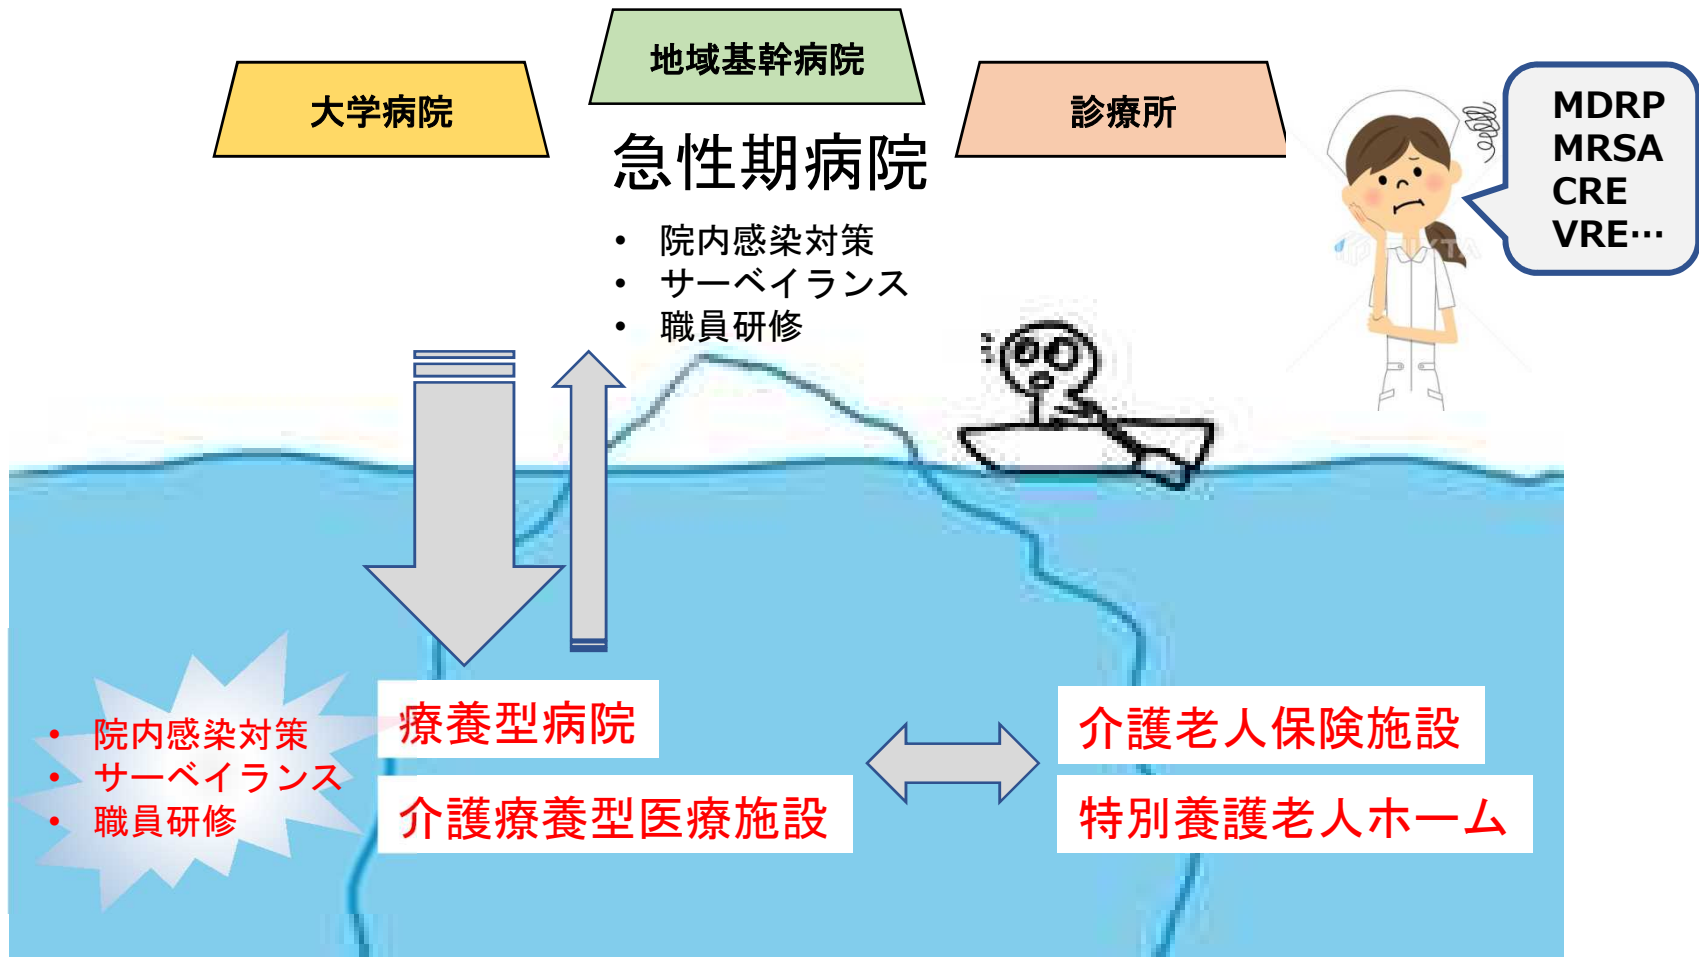 地域基幹病院
大学病院
診療所
急性期病院
• 院内感染対策
• サーベイランス
• 職員研修
MDRP
MRSA
CRE
VRE…
• 院内感染対策
• サーベイランス
• 職員研修
療養型病院
介護療養型医療施設
介護老人保険施設
特別養護老人ホーム